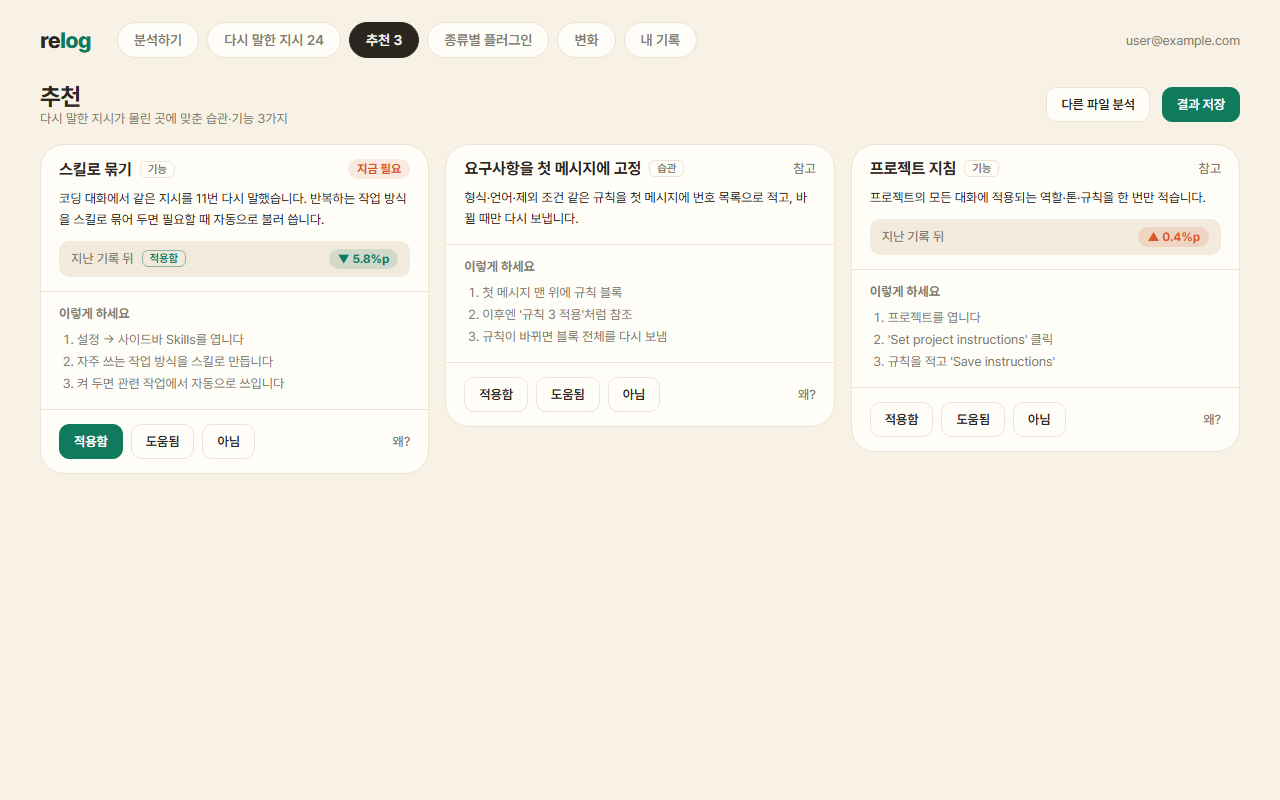 relog
분석하기
다시 말한 지시 24
추천 3
종류별 플러그인
변화
내 기록
user@example.com
추천
다시 말한 지시가 몰린 곳에 맞춘 습관·기능 3가지
다른 파일 분석
결과 저장
스킬로 묶기
기능
지금 필요
코딩 대화에서 같은 지시를 11번 다시 말했습니다. 반복하는 작업 방식
을 스킬로 묶어 두면 필요할 때 자동으로 불러 씁니다.
지난 기록 뒤
적용함
▼ 5.8%p
이렇게 하세요
1. 설정 → 사이드바 Skills를 엽니다
2. 자주 쓰는 작업 방식을 스킬로 만듭니다
3. 켜 두면 관련 작업에서 자동으로 쓰입니다
적용함
도움됨
아님
왜?
요구사항을 첫 메시지에 고정
습관
참고
형식·언어·제외 조건 같은 규칙을 첫 메시지에 번호 목록으로 적고, 바
뀔 때만 다시 보냅니다.
이렇게 하세요
1. 첫 메시지 맨 위에 규칙 블록
2. 이후엔 '규칙 3 적용'처럼 참조
3. 규칙이 바뀌면 블록 전체를 다시 보냄
적용함
도움됨
아님
왜?
프로젝트 지침
기능
참고
프로젝트의 모든 대화에 적용되는 역할·톤·규칙을 한 번만 적습니다.
지난 기록 뒤
▲ 0.4%p
이렇게 하세요
1. 프로젝트를 엽니다
2. 'Set project instructions' 클릭
3. 규칙을 적고 'Save instructions'
적용함
도움됨
아님
왜?